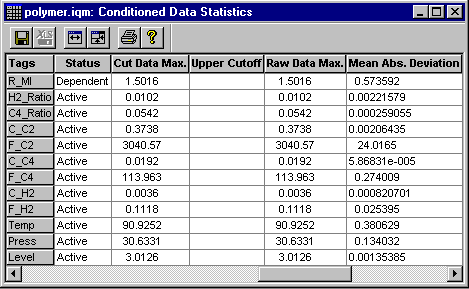 polymer.iqm: Conditioned Data Statistics
XLS
Tags Status Cut Data Max. Upper Cutoff Raw Data Max. Mean Abs. Deviation
R_MI Dependent 1.5016 1.5016 0.573592
H2_Ratio Active 0.0102 0.0102 0.00221579
C4_Ratio Active 0.0542 0.0542 0.000259055
C_C2 Active 0.3738 0.3738 0.00206435
F_C2 Active 3040.57 3040.57 24.0165
C_C4 Active 0.0192 0.0192 5.86831e-005
F_C4 Active 113.963 113.963 0.274009
C_H2 Active 0.0036 0.0036 0.000820701
F_H2 Active 0.1118 0.1118 0.025395
Temp Active 90.9252 90.9252 0.380629
Press Active 30.6331 30.6331 0.134032
Level Active 3.0126 3.0126 0.00135385